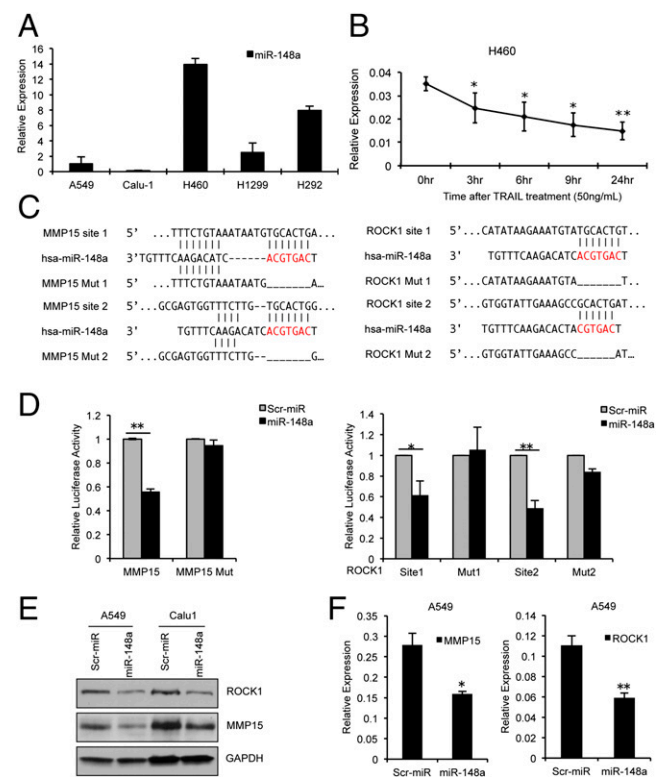 A
miR-148a
Relative Expression
16
14
12
10
8
6
4
2
0
A549 Calu-1 H460 H1299 H292
B
H460
Relative Expression
0.04
0.03
0.02
0.01
0
* * * **
0hr 3hr 6hr 9hr 24hr
Time after TRAIL treatment (50ng/mL)
C
MMP15 site 1 5' ...TTTCTGTAAATAATGTGCACTGA...
hsa-miR-148a 3'TGTTTCAAGACATC------ACGTGACT
MMP15 Mut 1 5' ...TTTCTGTAAATAATG_______A...
MMP15 site 2 5' ...GCGAGTGGTTTCTTG--TGCACTGG...
hsa-miR-148a 3' TGTTTCAAGACATCACGTGACT
MMP15 Mut 2 5' ...GCGAGTGGTTTCTTG--_______G...
ROCK1 site 1 5'...CATATAAGAAATGTATGCACTGT..
hsa-miR-148a 3' TGTTTCAAGACATCACGTGACT
ROCK1 Mut 1 5'...CATATAAGAAATGTA_______T..
ROCK1 site 2 5'...GTGGTATTGAAAGCCGCACTGAT...
hsa-miR-148a 3' TGTTTCAAGACACTACGTGACT
ROCK1 Mut 2 5'...GTGGTATTGAAAGCC______AT…
D
Scr-miR
miR-148a
Relative Luciferase Activity
1.2
1
0.8
0.6
0.4
0.2
0
**
MMP15 MMP15 Mut
Scr-miR
miR-148a
Relative Luciferase Activity
1.4
1.2
1
0.8
0.6
0.4
0.2
0
* **
ROCK1 Site1 Mut1 Site2 Mut2
E
A549 Calu1
Scr-miR miR-148a Scr-miR miR-148a
ROCK1
MMP15
GAPDH
F
A549
MMP15
Relative Expression
0.35
0.3
0.25
0.2
0.15
0.1
0.05
0
*
Scr-miR miR-148a
A549
ROCK1
Relative Expression
0.14
0.12
0.1
0.08
0.06
0.04
0.02
0
**
Scr-miR miR-148a